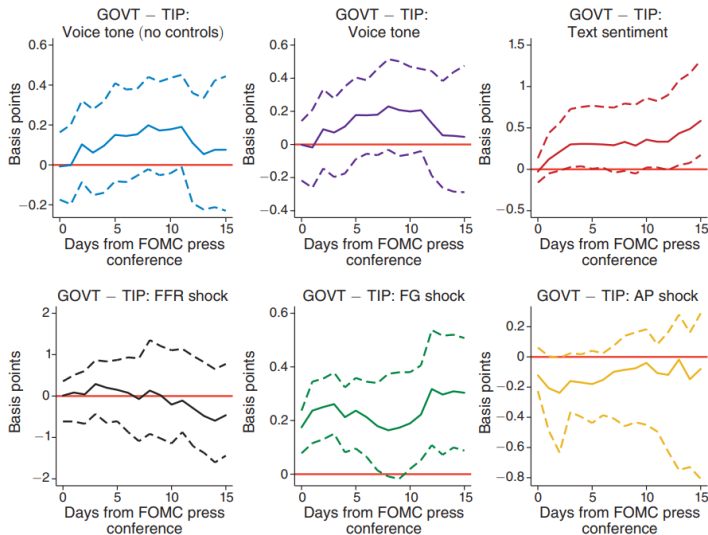 GOVT − TIP:
Voice tone (no controls)
Basis points
0.6
0.4
0.2
0
−0.2
0
5
10
15
Days from FOMC press
conference
GOVT − TIP:
Voice tone
Basis points
0.6
0.4
0.2
0
−0.2
−0.4
0
5
10
15
Days from FOMC press
conference
GOVT − TIP:
Text sentiment
Basis points
1.5
1.0
0.5
0
−0.5
0
5
10
15
Days from FOMC press
conference
GOVT − TIP: FFR shock
Basis points
2
1
0
−1
−2
0
5
10
15
Days from FOMC press
conference
GOVT − TIP: FG shock
Basis points
0.6
0.4
0.2
0
0
5
10
15
Days from FOMC press
conference
GOVT − TIP: AP shock
Basis points
0.2
0
−0.2
−0.4
−0.6
−0.8
0
5
10
15
Days from FOMC press
conference